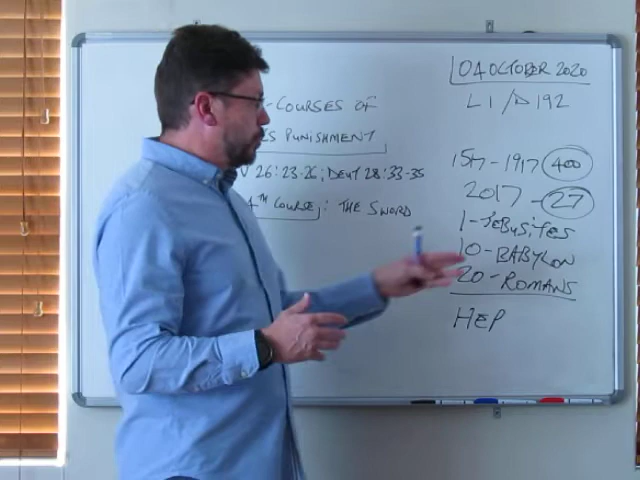 -COURSES OF
PUNISHMENT
26:23-26; DEUT 28:33-35
4TH COURSE; THE SWORD
04 OCTOBER 2020
L1/D192
1517-1917 400
2017-27
1-JEBUSITES
10-BABYLON
20-ROMANS
HEP